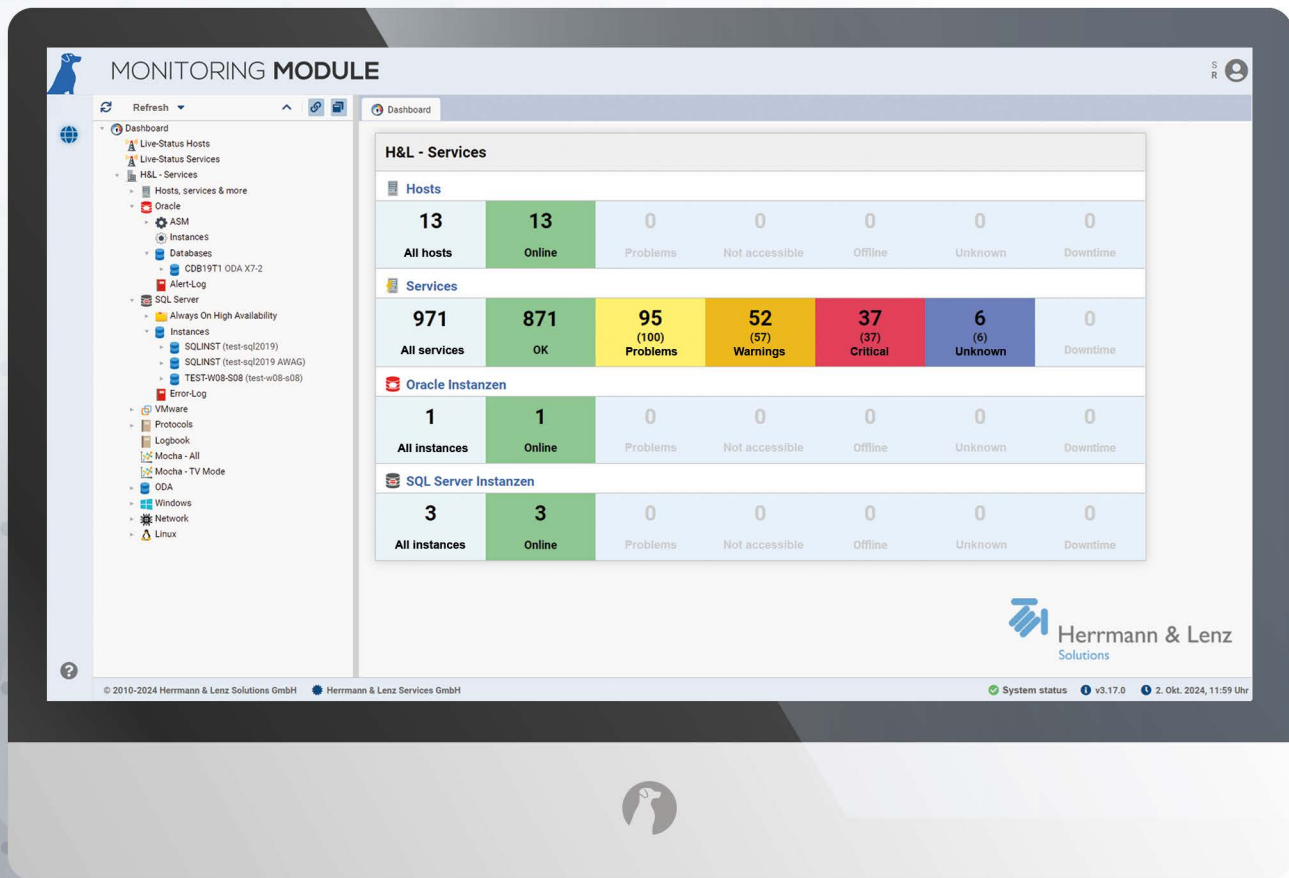 MONITORING MODULE
S
R
Refresh
Dashboard
Dashboard
Live-Status Hosts
Live-Status Services
H&L - Services
Hosts, services & more
Oracle
ASM
Instances
Databases
CDB19T1 ODA X7-2
Alert-Log
SQL Server
Always On High Availability
Instances
SQLINST (test-sql2019)
SQLINST (test-sql2019 AWAG)
TEST-W08-S08 (test-w08-s08)
Error-Log
VMware
Protocols
Logbook
Mocha - All
Mocha - TV Mode
ODA
Windows
Network
Linux
H&L - Services
Hosts
13 13 0 0 0 0 0
All hosts Online Problems Not accessible Offline Unknown Downtime
Services
971 871 95 52 37 6 0
(100) (57) (37) (6)
All services OK Problems Warnings Critical Unknown Downtime
Oracle Instanzen
1 1 0 0 0 0 0
All instances Online Problems Not accessible Offline Unknown Downtime
SQL Server Instanzen
3 3 0 0 0 0 0
All instances Online Problems Not accessible Offline Unknown Downtime
Herrmann & Lenz
Solutions
?
© 2010-2024 Herrmann & Lenz Solutions GmbH Herrmann & Lenz Services GmbH System status v3.17.0 2. Okt. 2024, 11:59 Uhr